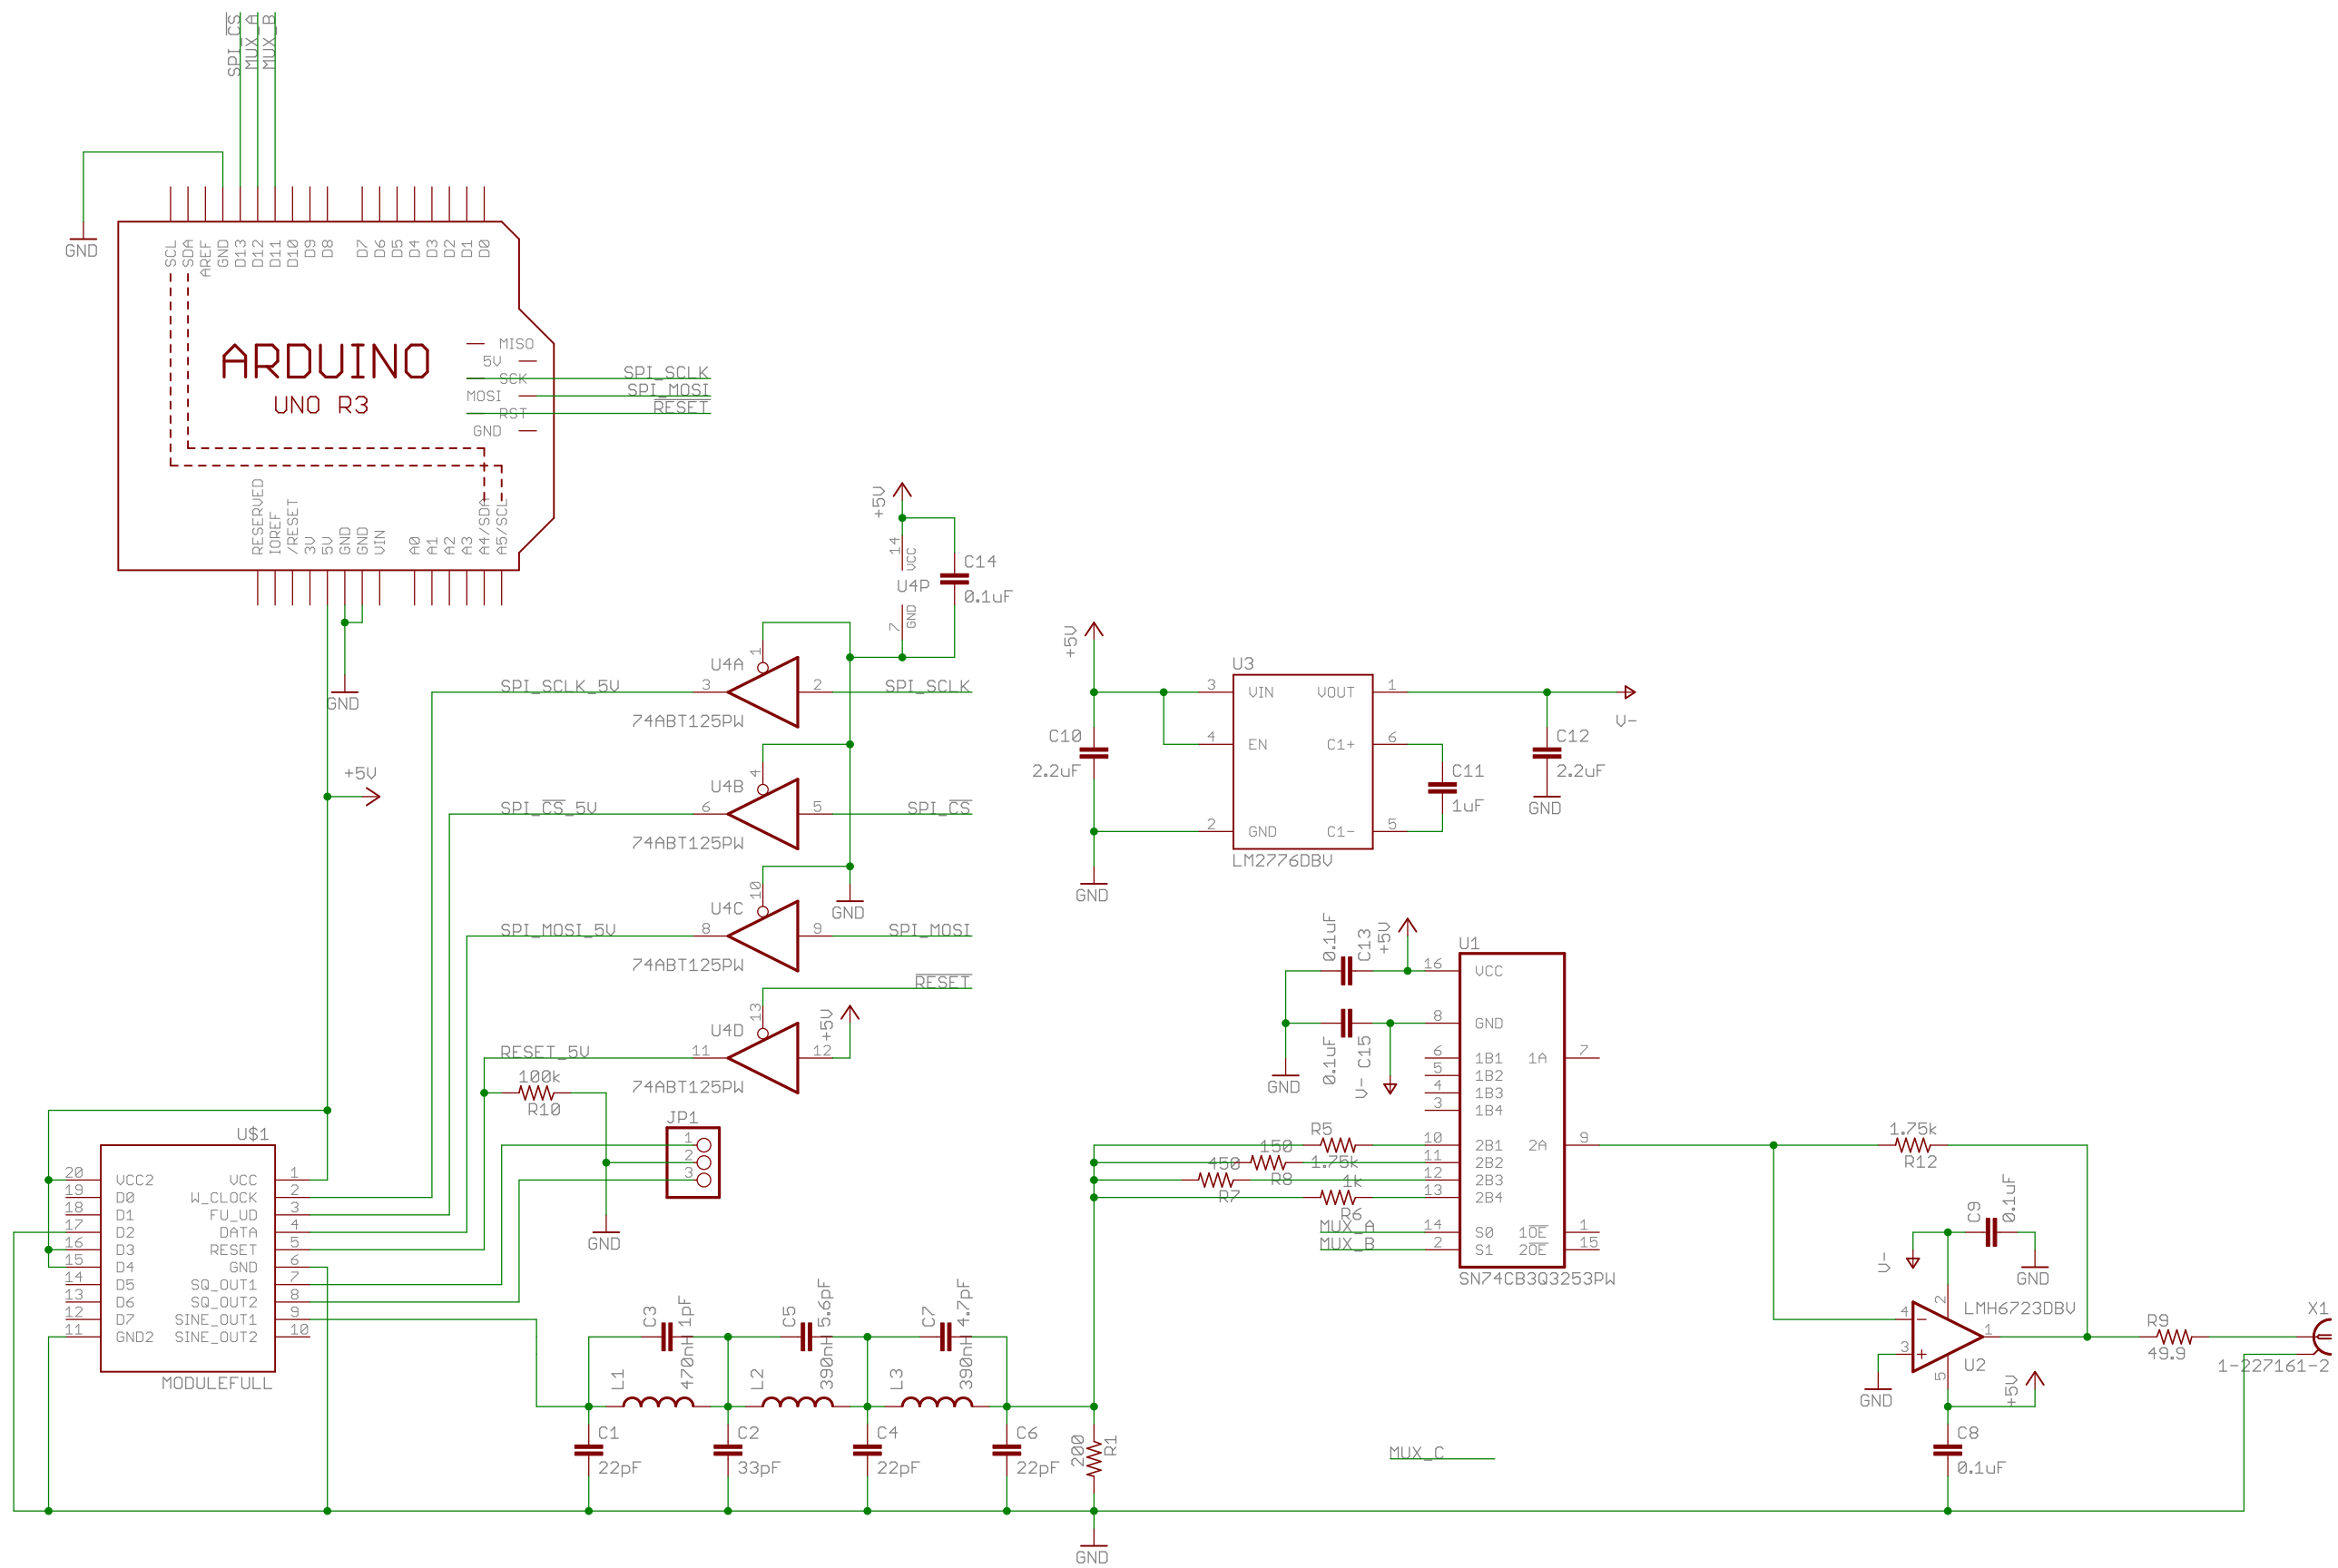 SPI_CS
MUX_A
MUX_B
GND
SCL
SDA
AREF
GND
D13
D12
D11
D10
D9
D8
D7
D6
D5
D4
D3
D2
D1
D0
ARDUINO
UNO R3
MISO
5V
SCK
MOSI
RST
GND
SPI_SCLK
SPI_MOSI
RESET
RESERVED
IOREF
/RESET
3V
5V
GND
GND
VIN
A0
A1
A2
A3
A4/SDA
A5/SCL
GND
+5V
+5V
14
VCC
U4P
GND
7
C14
0.1uF
U4A
1
3
2
SPI_SCLK_5V
SPI_SCLK
74ABT125PW
U4B
4
6
5
SPI_CS_5V
SPI_CS
74ABT125PW
U4C
10
8
9
SPI_MOSI_5V
SPI_MOSI
74ABT125PW
GND
RESET
U4D
13
11
12
+5V
RESET_5V
74ABT125PW
100k
R10
JP1
1
2
3
GND
+5V
U3
3 VIN VOUT 1
4 EN C1+ 6
2 GND C1- 5
LM2776DBV
C10
2.2uF
GND
C11
1uF
C12
2.2uF
GND
V-
0.1uF
C13
+5V
0.1uF
C15
V-
GND
U1
16 VCC
8 GND
6 1B1 1A 7
5 1B2
4 1B3
3 1B4
10 2B1 2A 9
11 2B2
12 2B3
13 2B4
14 S0 1OE 1
2 S1 2OE 15
SN74CB3Q3253PW
R5
1.75k
150
R8
450
R7
1k
R6
MUX_A
MUX_B
U$1
20 VCC2 VCC 1
19 D0 W_CLOCK 2
18 D1 FU_UD 3
17 D2 DATA 4
16 D3 RESET 5
15 D4 GND 6
14 D5 SQ_OUT1 7
13 D6 SQ_OUT2 8
12 D7 SINE_OUT1 9
11 GND2 SINE_OUT2 10
MODULEFULL
C3
1pF
L1
470nH
C5
5.6pF
L2
390nH
C7
4.7pF
L3
390nH
C1
22pF
C2
33pF
C4
22pF
C6
22pF
200
R1
GND
MUX_C
1.75k
R12
C9
0.1uF
V-
GND
LMH6723DBV
4
3
2
1
5
U2
GND
+5V
C8
0.1uF
R9
49.9
X1
1-227161-2